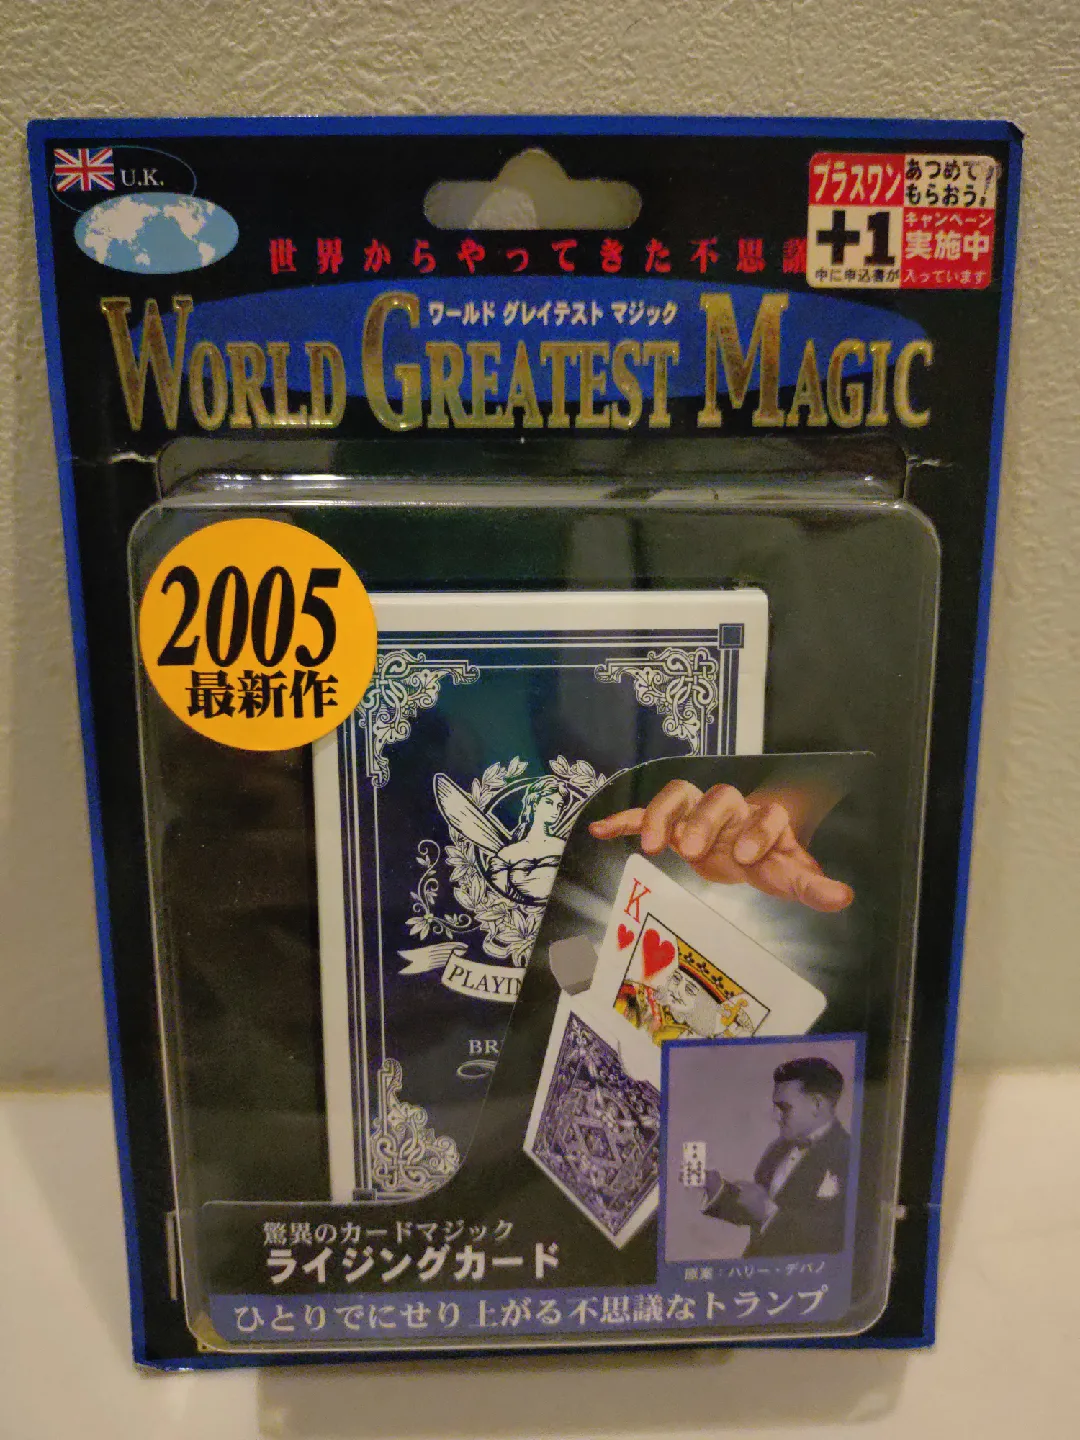 U.K.
プラスワン
+1
中に申込書が
あつめて
もらおう!
キャンペーン
実施中
入っています
世界からやってきた不思議
ワールド グレイテスト マジック
WORLD GREATEST MAGIC
2005
最新作
PLAYIN
BR
K
驚異のカードマジック
ライジングカード
原案:ハリー・デバノ
ひとりでにせり上がる不思議なトランプ